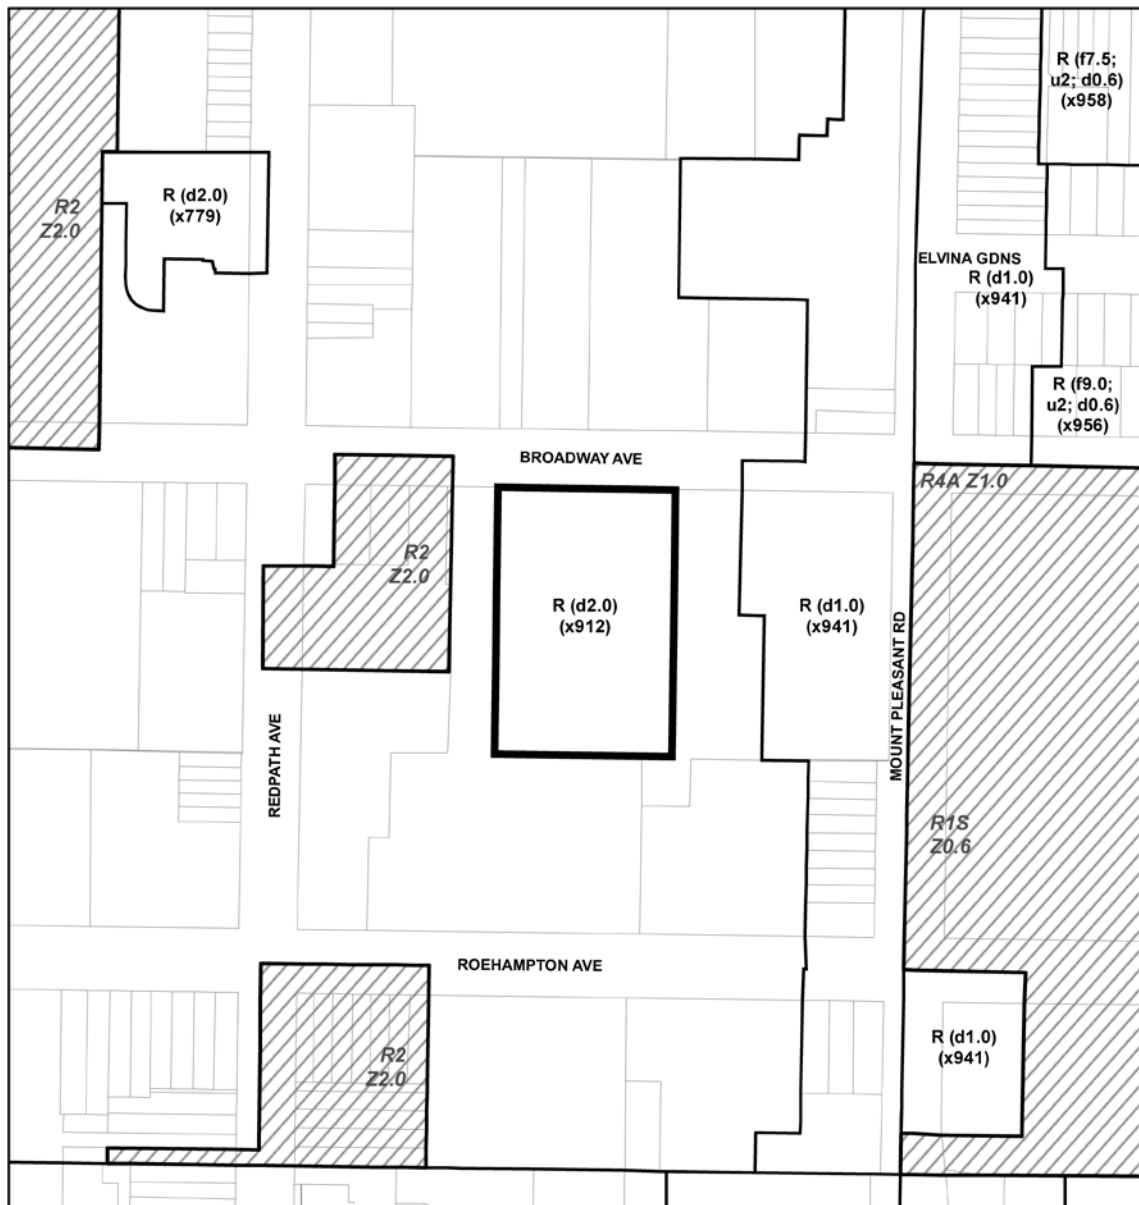 R (f7.5;
u2; d0.6)
(x958)
R (d2.0)
(x779)
R2
Z2.0
ELVINA GDNS
R (d1.0)
(x941)
R (f9.0;
u2; d0.6)
(x956)
BROADWAY AVE
R4A Z1.0
R2
Z2.0
R (d2.0)
(x912)
R (d1.0)
(x941)
MOUNT PLEASANT RD
REDPATH AVE
R1S
Z0.6
ROEHAMPTON AVE
R2
Z2.0
R (d1.0)
(x941)